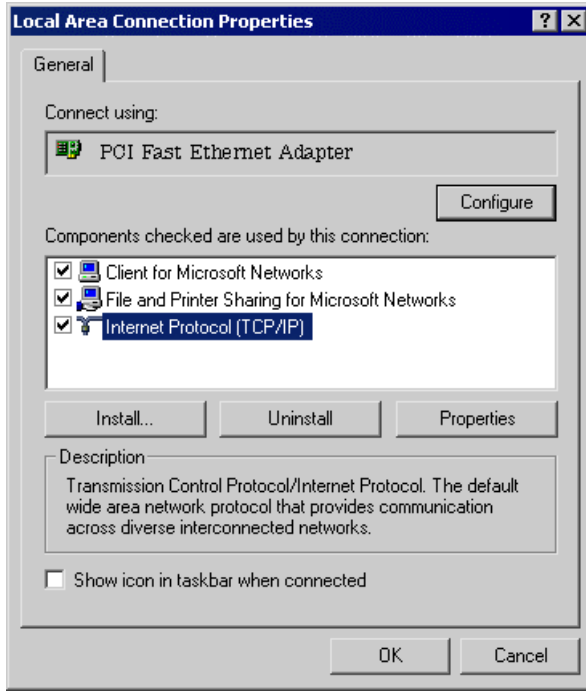 Local Area Connection Properties
General
Connect using:
PCI Fast Ethernet Adapter
Configure
Components checked are used by this connection:
Client for Microsoft Networks
File and Printer Sharing for Microsoft Networks
Internet Protocol (TCP/IP)
Install... Uninstall Properties
Description
Transmission Control Protocol/Internet Protocol. The default
wide area network protocol that provides communication
across diverse interconnected networks.
Show icon in taskbar when connected
OK Cancel